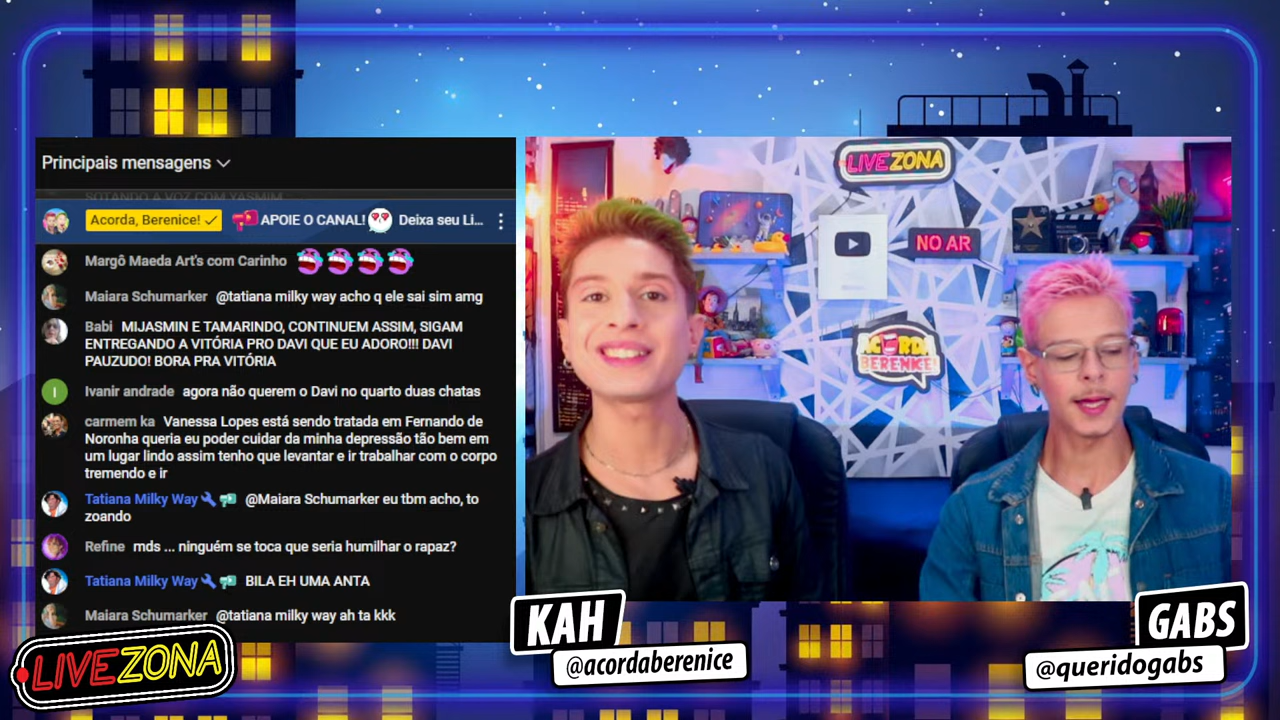 Principais mensagens
SOTANDO A VOZ COM YASMIM
Acorda, Berenice! APOIE O CANAL! Deixa seu Li...
Margô Maeda Art's com Carinho
Maiara Schumarker @tatiana milky way acho q ele sai sim amg
Babi MIJASMIN E TAMARINDO, CONTINUEM ASSIM, SIGAM
ENTREGANDO A VITÓRIA PRO DAVI QUE EU ADORO!!! DAVI
PAUZUDO! BORA PRA VITÓRIA
I Ivanir andrade agora não querem o Davi no quarto duas chatas
carmem ka Vanessa Lopes está sendo tratada em Fernando de
Noronha queria eu poder cuidar da minha depressão tão bem em
um lugar lindo assim tenho que levantar e ir trabalhar com o corpo
tremendo e ir
Tatiana Milky Way @Maiara Schumarker eu tbm acho, to
zoando
Refine mds ... ninguém se toca que seria humilhar o rapaz?
Tatiana Milky Way BILA EH UMA ANTA
Maiara Schumarker @tatiana milky way ah ta kkk
LIVEZONA
LIVEZONA
NO AR
ACORDA
BERENICE!
KAH
@acordaberenice
GABS
@queridogabs